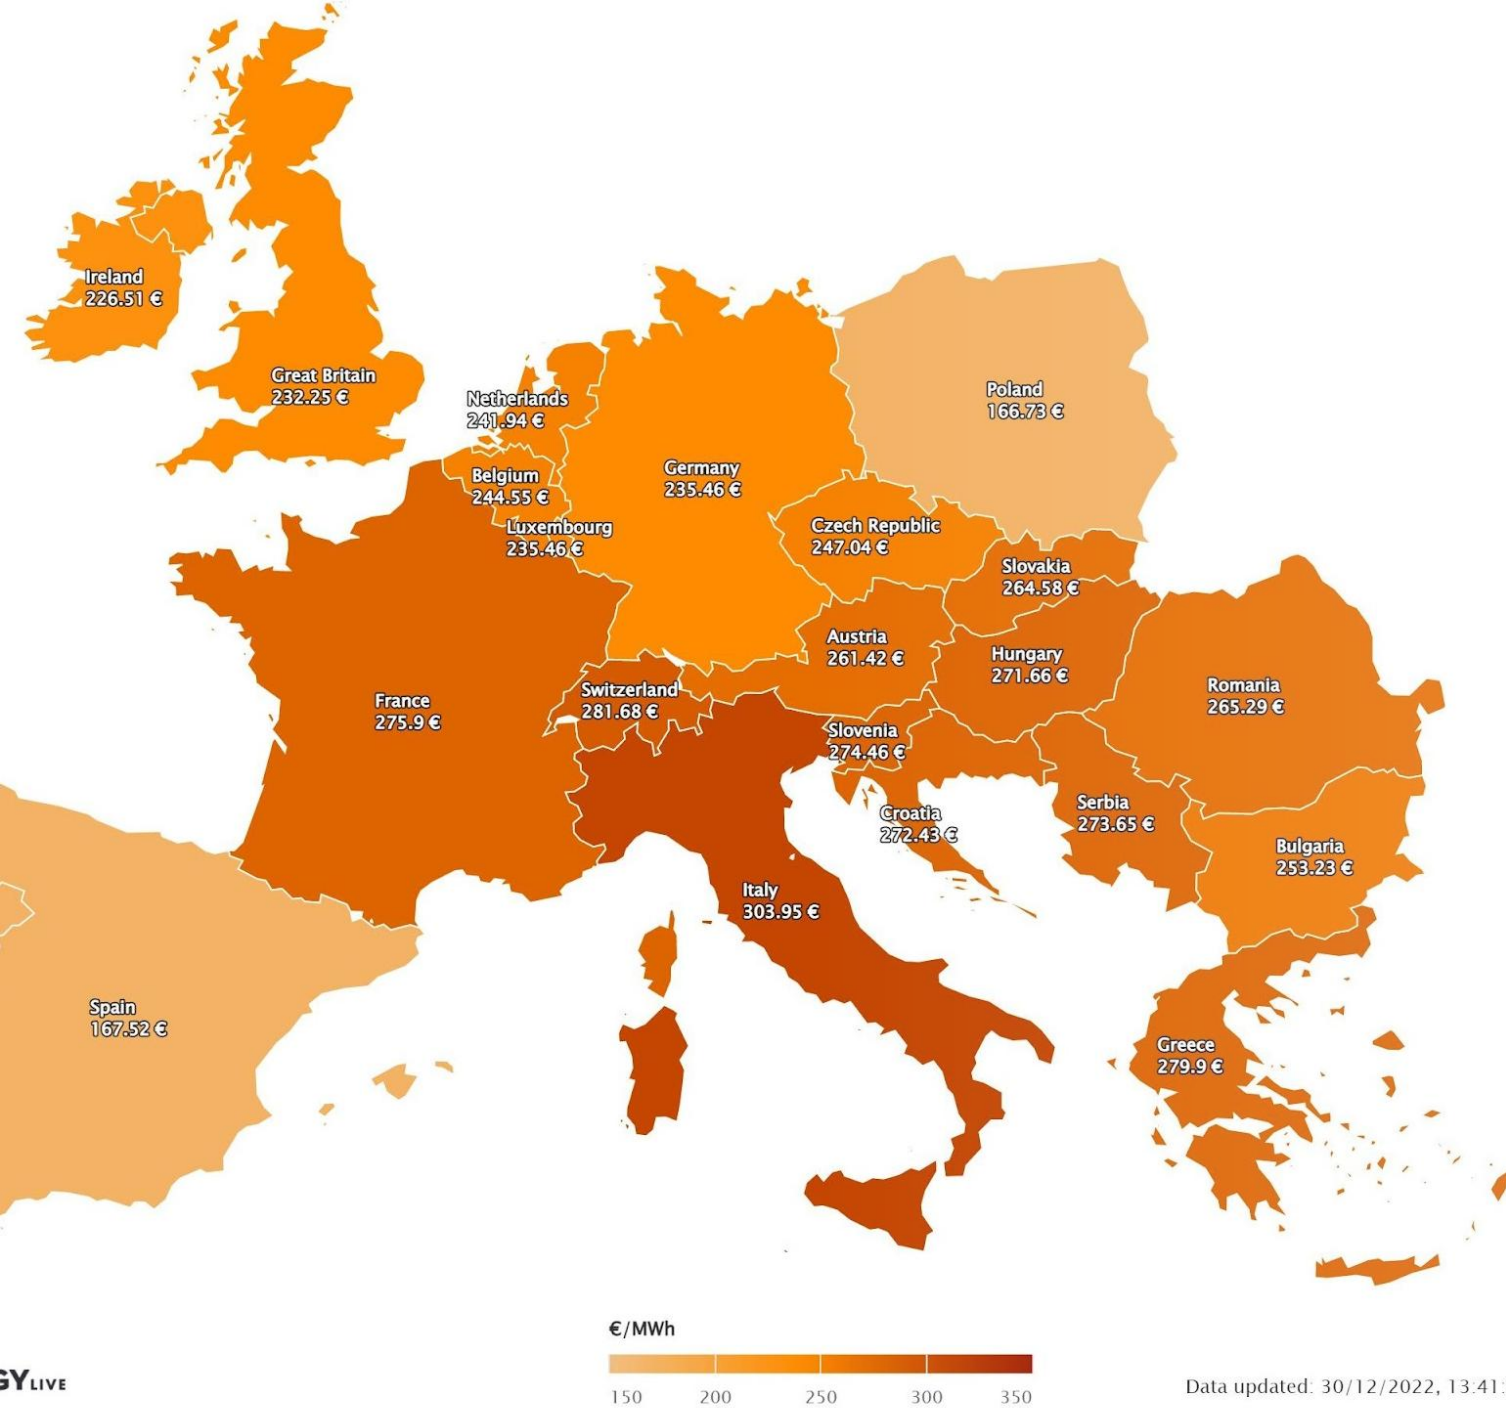 Ireland
226.51 €
Great Britain
232.25 €
Netherlands
241.94 €
Poland
166.73 €
Belgium
244.55 €
Germany
235.46 €
Luxembourg
235.46 €
Czech Republic
247.04 €
Slovakia
264.58 €
Austria
261.42 €
Hungary
271.66 €
France
275.9 €
Switzerland
281.68 €
Romania
265.29 €
Slovenia
274.46 €
Croatia
272.43 €
Serbia
273.65 €
Bulgaria
253.23 €
Italy
303.95 €
Spain
167.52 €
Greece
279.9 €
€/MWh
150 200 250 300 350
GYLIVE
Data updated: 30/12/2022, 13:41: